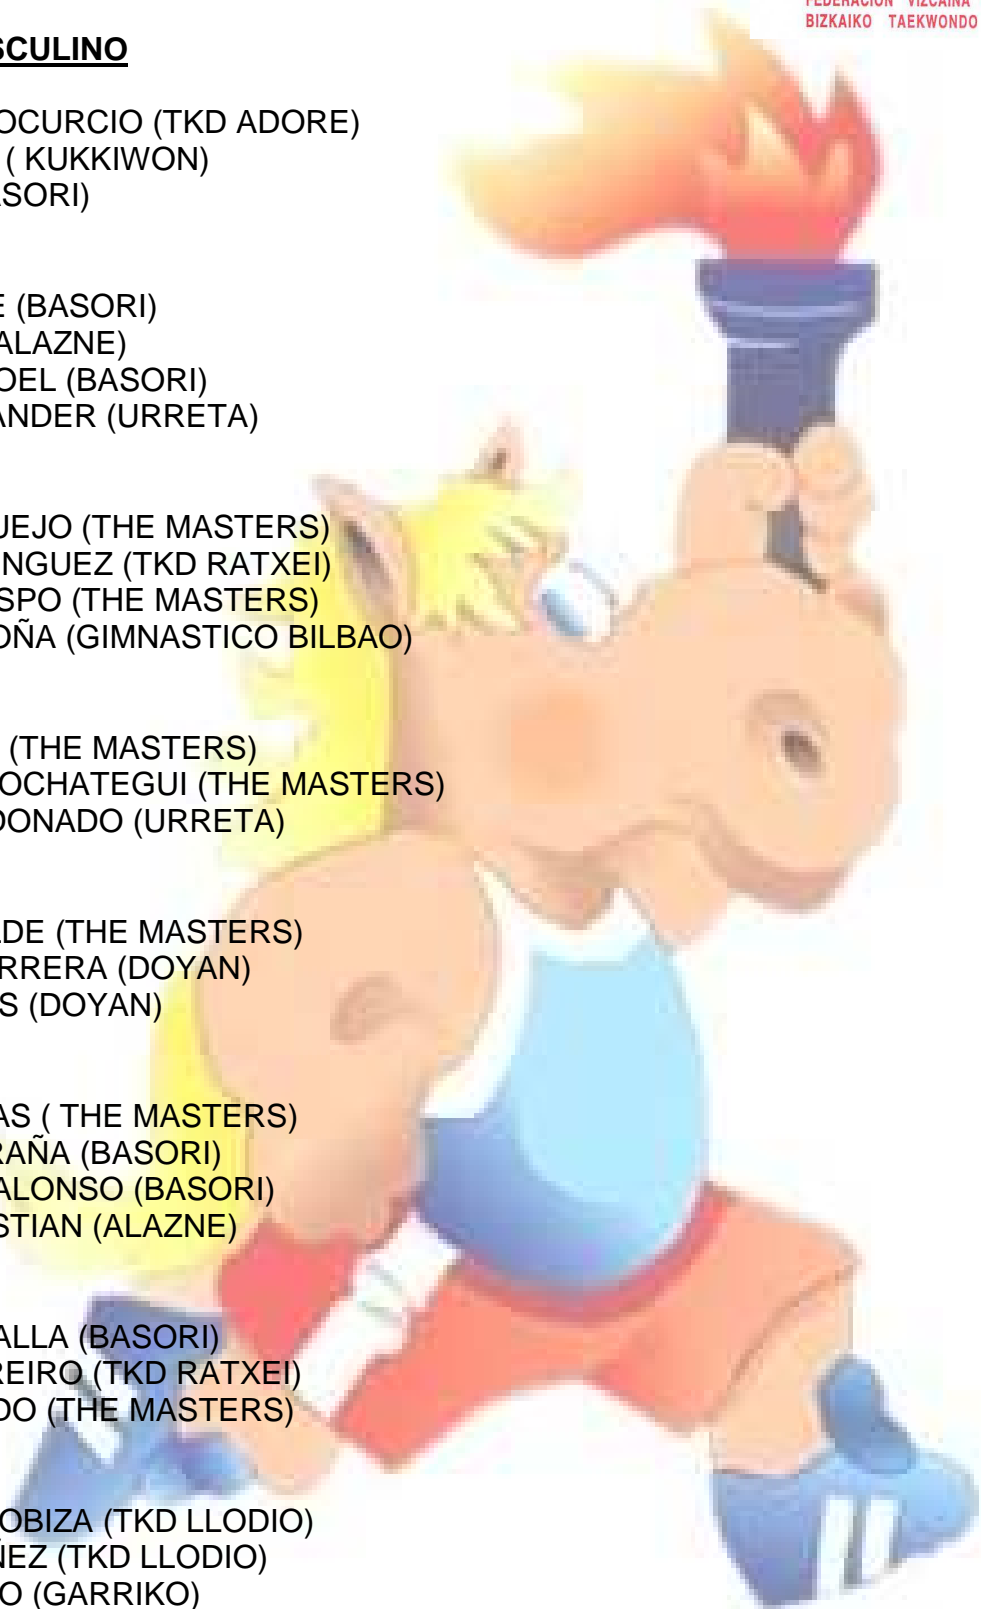 FEDERACIÓN VIZCAINA
BIZKAIKO TAEKWONDO
SCULINO
OCURCIO (TKD ADORE)
( KUKKIWON)
SORI)
E (BASORI)
ALAZNE)
OEL (BASORI)
ANDER (URRETA)
UEJO (THE MASTERS)
NGUEZ (TKD RATXEI)
SPO (THE MASTERS)
OÑA (GIMNASTICO BILBAO)
(THE MASTERS)
OCHATEGUI (THE MASTERS)
DONADO (URRETA)
LDE (THE MASTERS)
RRERA (DOYAN)
S (DOYAN)
AS ( THE MASTERS)
RAÑA (BASORI)
ALONSO (BASORI)
STIAN (ALAZNE)
ALLA (BASORI)
REIRO (TKD RATXEI)
DO (THE MASTERS)
OBIZA (TKD LLODIO)
ÑEZ (TKD LLODIO)
O (GARRIKO)